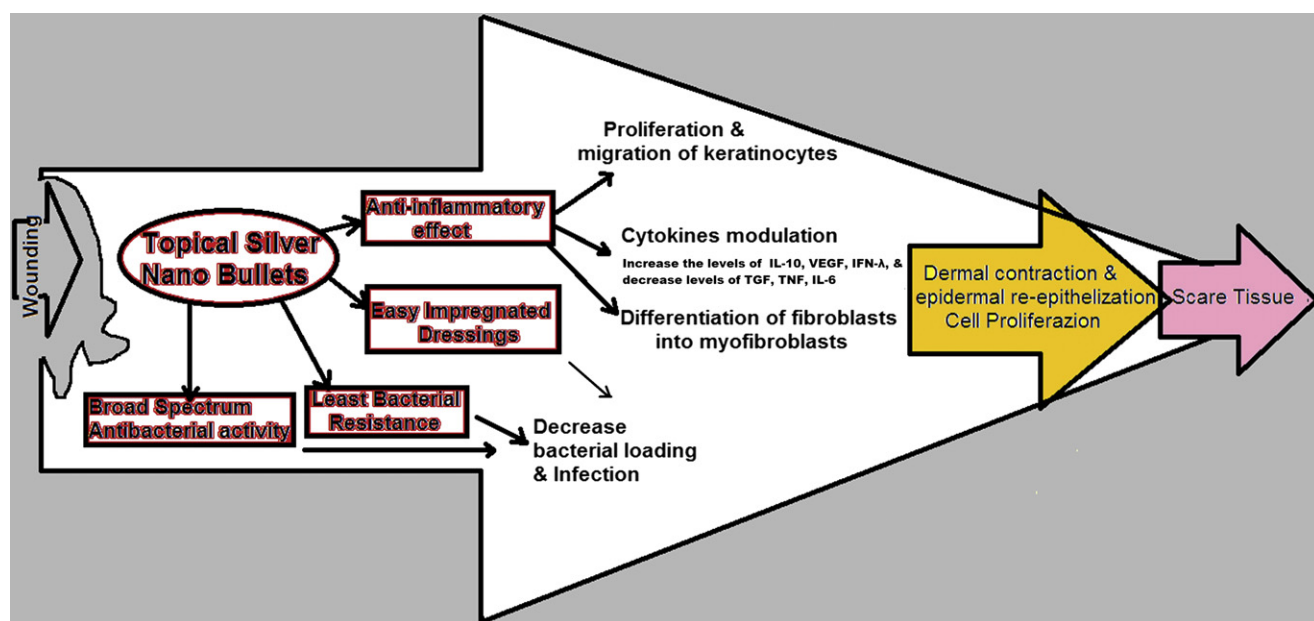 Wounding
Topical Silver
Nano Bullets
Anti-Inflammatory
effect
Easy Impregnated
Dressings
Least Bacterial
Resistance
Broad Spectrum
Antibacterial activity
Proliferation &
migration of keratinocytes
Cytokines modulation
Increase the levels of IL-10, VEGF, IFN-λ, &
decrease levels of TGF, TNF, IL-6
Differentiation of fibroblasts
into myofibroblasts
Decrease
bacterial loading
& Infection
Dermal contraction &
epidermal re-epithelization
Cell Proliferazion
Scare Tissue